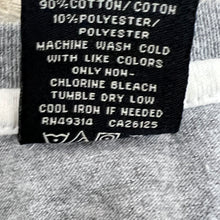 90%COTTON/COTON
10%POLYESTER/
POLYESTER
MACHINE WASH COLD
WITH LIKE COLORS
ONLY NON-
CHLORINE BLEACH
TUMBLE DRY LOW
COOL IRON IF NEEDED
RN49314 CA26125